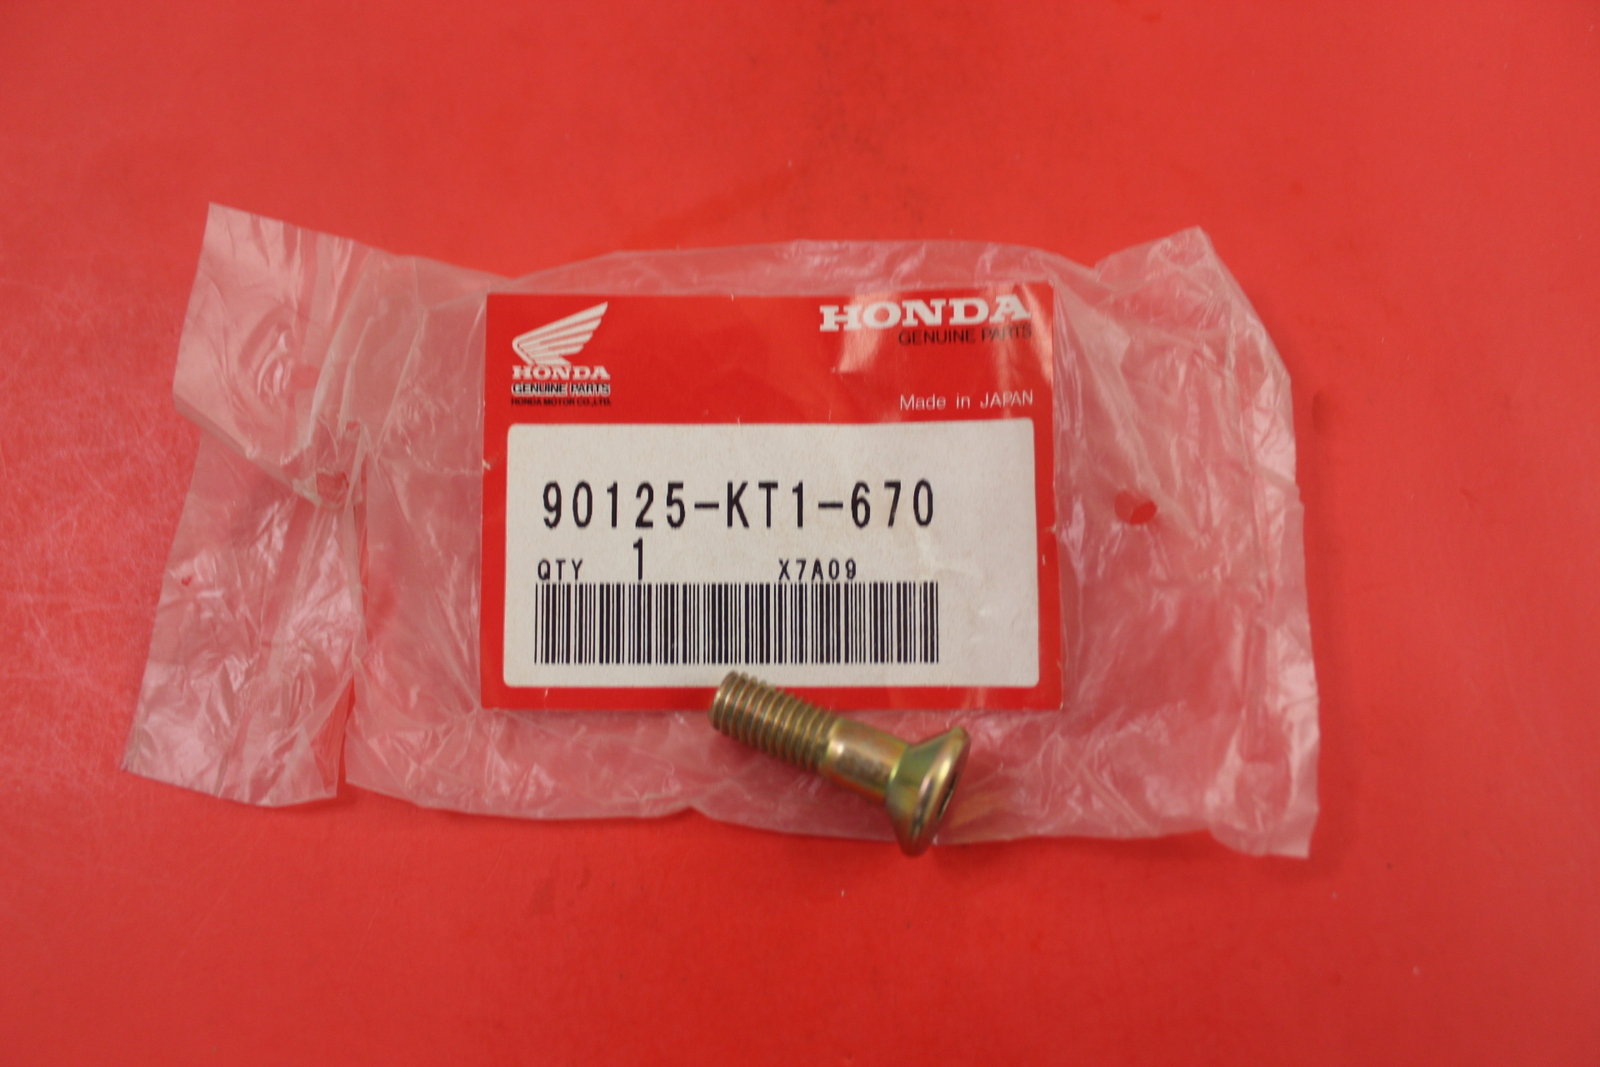 HONDA
GENUINE PARTS
HONDA MOTOR CO.,LTD.
HONDA
GENUINE PARTS
Made in JAPAN
90125-KT1-670
QTY 1 X7A09